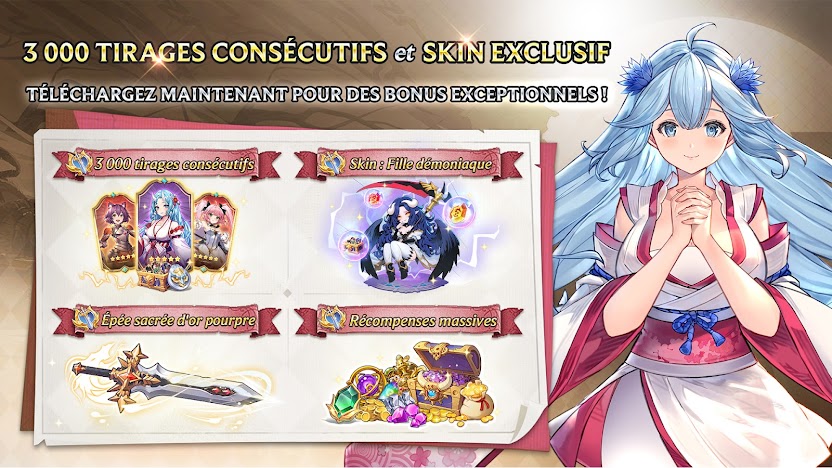 3 000 TIRAGES CONSÉCUTIFS et SKIN EXCLUSIF
TÉLÉCHARGEZ MAINTENANT POUR DES BONUS EXCEPTIONNELS !
3 000 tirages consécutifs
Skin : Fille démoniaque
Épée sacrée d'or pourpre
Récompenses massives